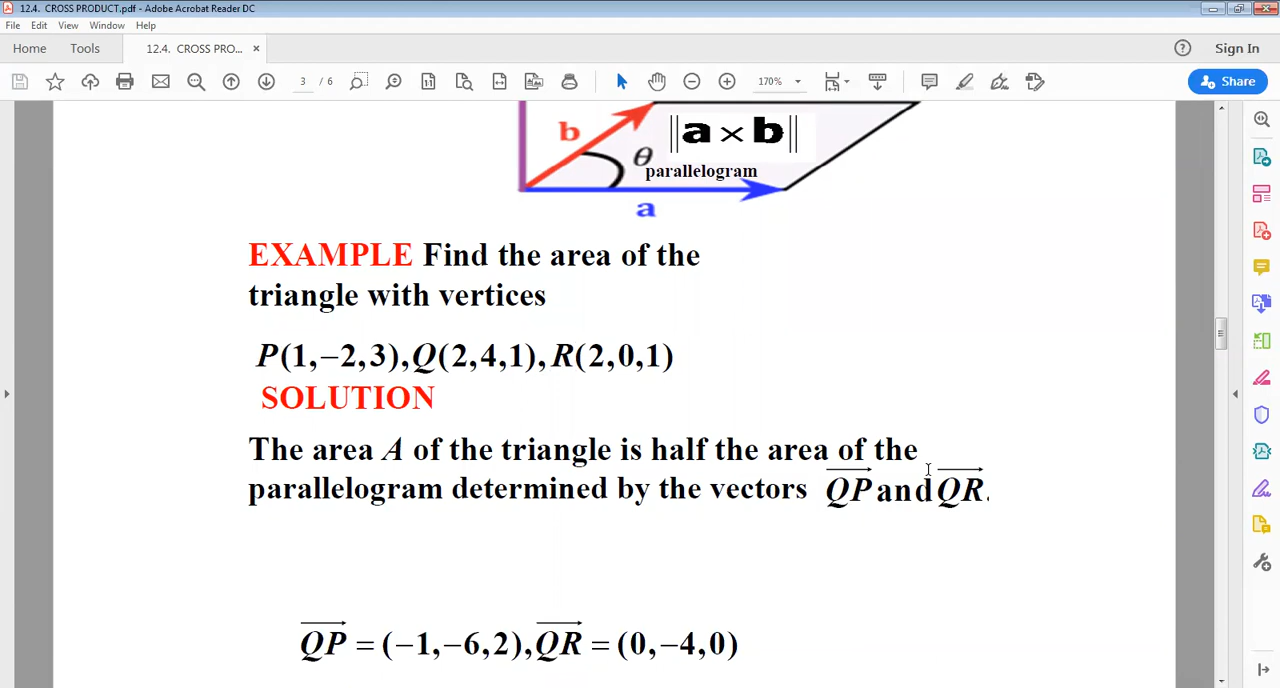 12.4. CROSS PRODUCT.pdf - Adobe Acrobat Reader DC
File Edit View Window Help
Home Tools 12.4. CROSS PRO... × Sign In
3 / 6 170% Share
b ‖a × b‖
θ
parallelogram
a
EXAMPLE Find the area of the
triangle with vertices
P(1,−2,3),Q(2,4,1),R(2,0,1)
SOLUTION
The area A of the triangle is half the area of the
parallelogram determined by the vectors QP and QR.
QP = (−1,−6,2),QR = (0,−4,0)